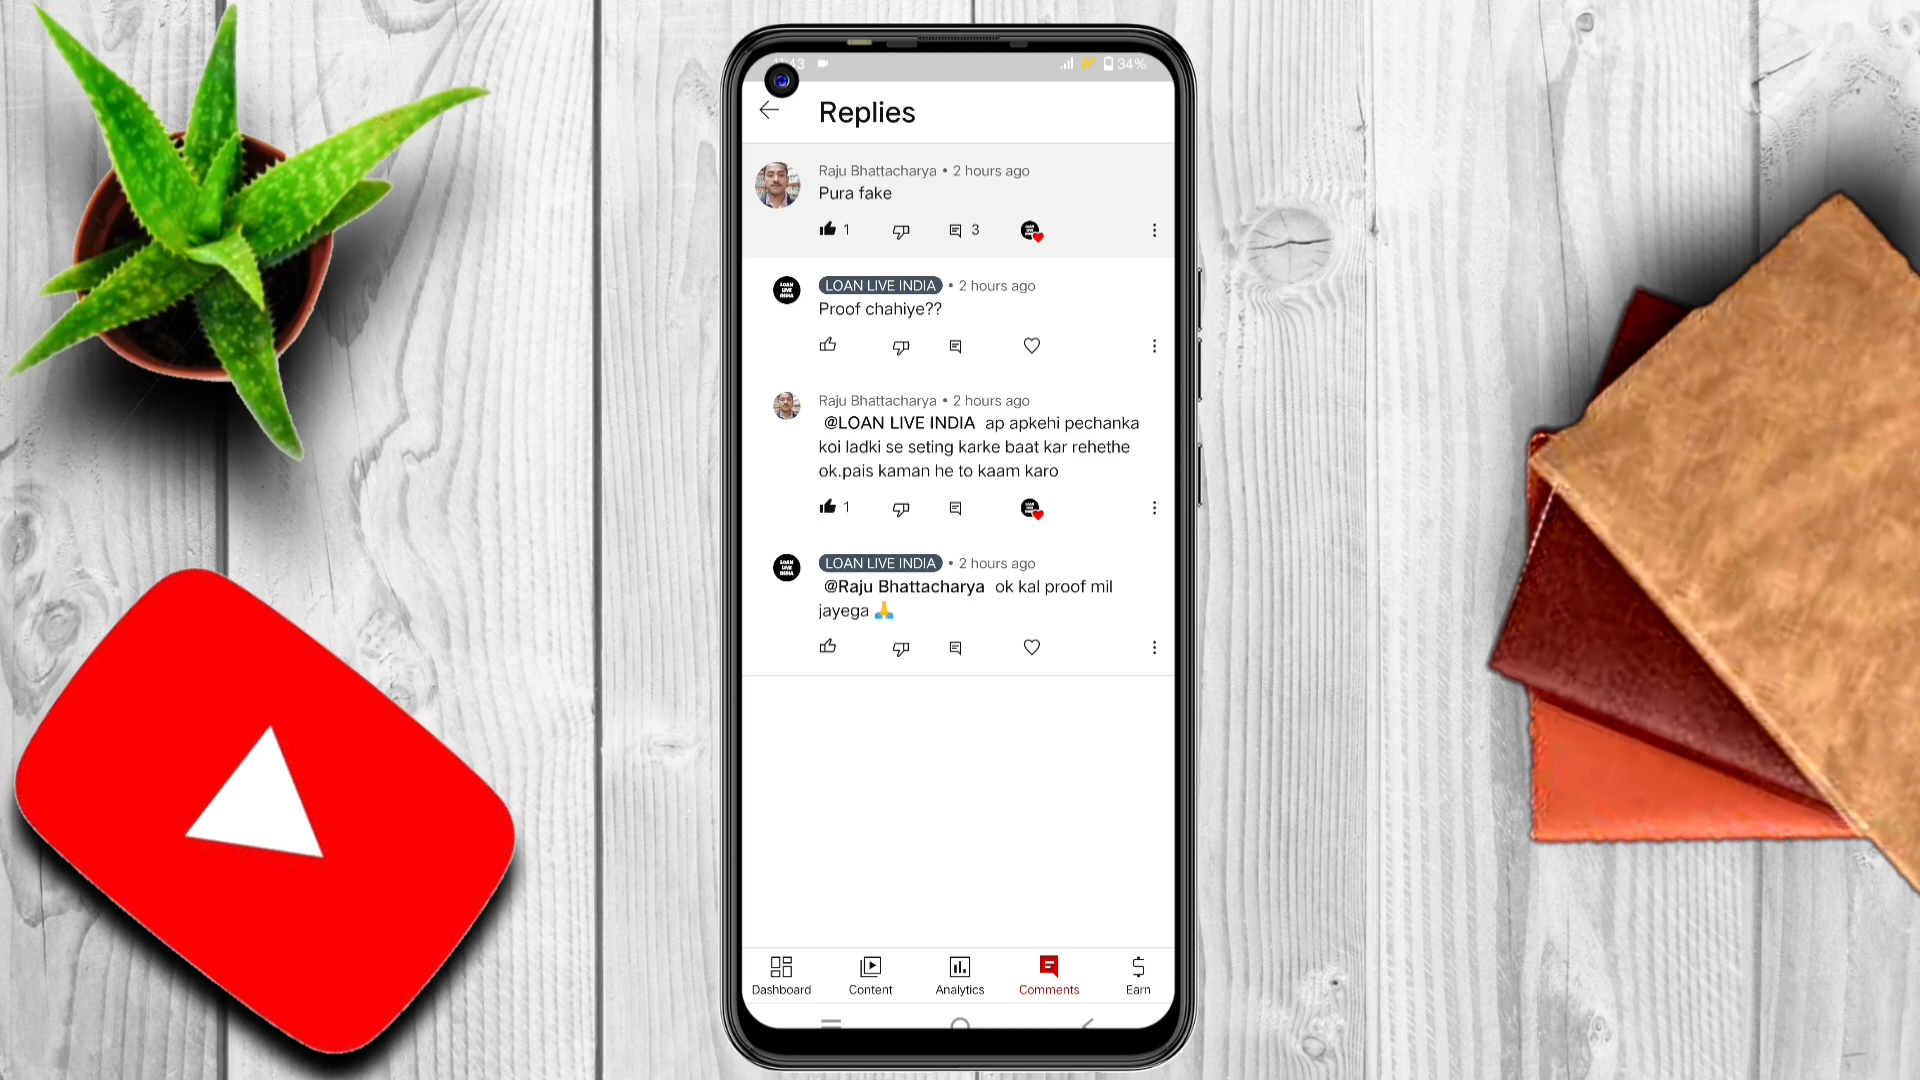 11:43 34%
Replies
Raju Bhattacharya • 2 hours ago
Pura fake
1 3
LOAN LIVE INDIA • 2 hours ago
Proof chahiye??
Raju Bhattacharya • 2 hours ago
@LOAN LIVE INDIA ap apkehi pechanka
koi ladki se seting karke baat kar rehethe
ok.pais kaman he to kaam karo
1
LOAN LIVE INDIA • 2 hours ago
@Raju Bhattacharya ok kal proof mil
jayega 🙏
Dashboard Content Analytics Comments Earn